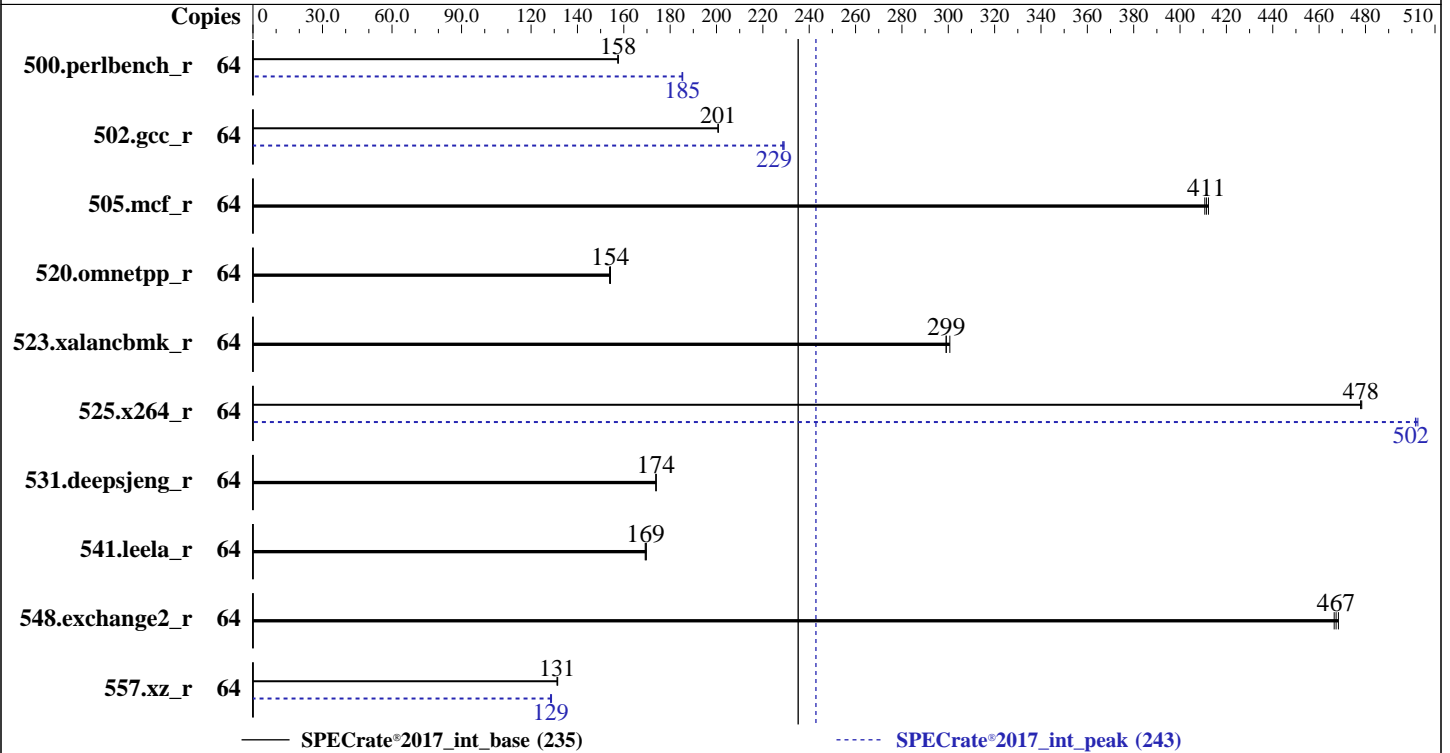 Copies 0 30.0 60.0 90.0 120 140 160 180 200 220 240 260 280 300 320 340 360 380 400 420 440 460 480 510
500.perlbench_r 64 158
185
502.gcc_r 64 201
229
505.mcf_r 64 411
520.omnetpp_r 64 154
523.xalancbmk_r 64 299
525.x264_r 64 478
502
531.deepsjeng_r 64 174
541.leela_r 64 169
548.exchange2_r 64 467
557.xz_r 64 131
129
SPECrate®2017_int_base (235) SPECrate®2017_int_peak (243)